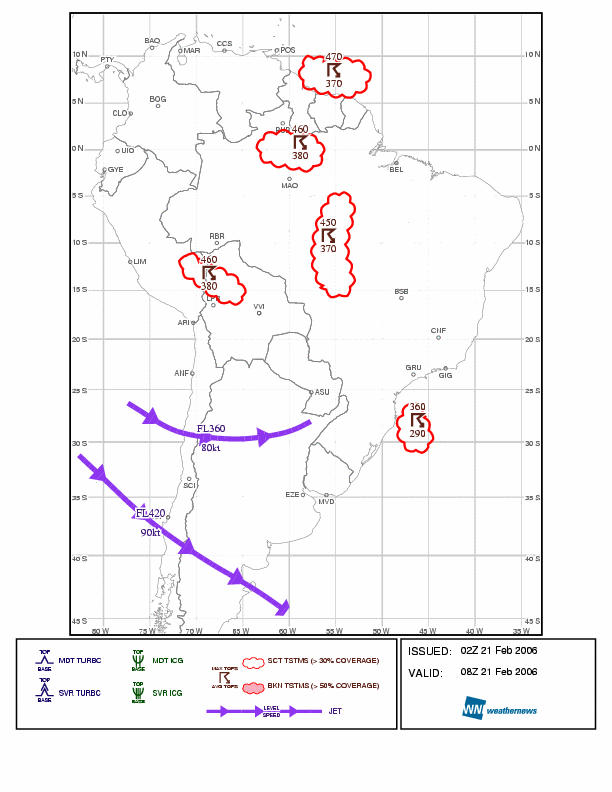 BAO
MAR
CCS
POS
10 N
10 N
PTY
470
370
5 N
5 N
BOG
CLO
460
380
0 N
0 N
UIO
GYE
BEL
MAO
5 S
5 S
450
370
RBR
10 S
10 S
LIM
460
380
15 S
15 S
VVI
BSB
ARI
20 S
20 S
CNF
ANF
GRU
GIG
25 S
25 S
ASU
360
290
FL360
80kt
30 S
30 S
SCI
EZE
MVD
35 S
35 S
FL420
90kt
40 S
40 S
45 S
45 S
80 W
75 W
70 W
65 W
60 W
55 W
50 W
45 W
40 W
35 W
TOP
BASE
MDT TURBC
TOP
BASE
MDT ICG
MAX TOPS
AVG TOPS
SCT TSTMS (> 30% COVERAGE)
TOP
BASE
SVR TURBC
TOP
BASE
SVR ICG
BKN TSTMS (> 50% COVERAGE)
LEVEL
SPEED
JET
ISSUED: 02Z 21 Feb 2006
VALID: 08Z 21 Feb 2006
WN weathernews